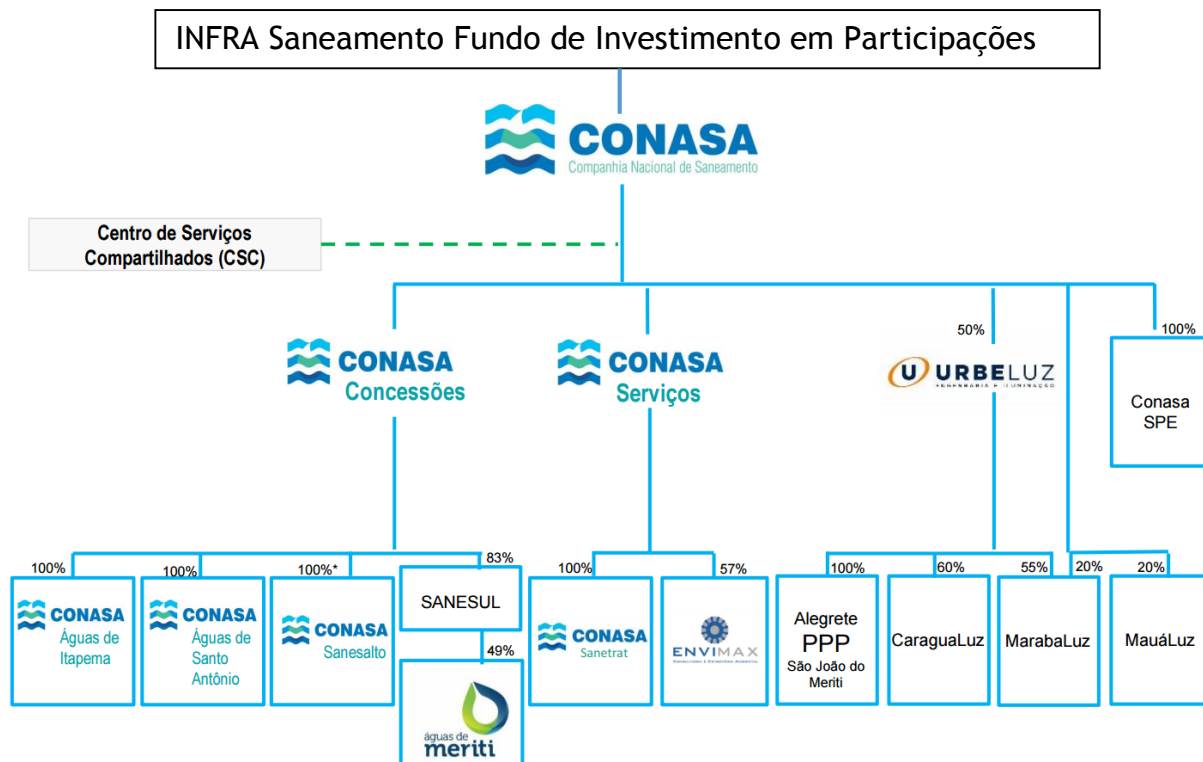 INFRA Saneamento Fundo de Investimento em Participações
CONASA
Companhia Nacional de Saneamento
Centro de Serviços
Compartilhados (CSC)
50%
100%
CONASA
Concessões
CONASA
Serviços
URBELUZ
ENGENHARIA E ILUMINAÇÃO
Conasa
SPE
100%
100%
100%*
83%
100%
57%
100%
60%
55%
20%
20%
CONASA
Águas de
Itapema
CONASA
Águas de
Santo
Antônio
CONASA
Sanesalto
SANESUL
49%
águas de
meriti
CONASA
Sanetrat
ENVIMAX
Alegrete
PPP
São João do
Meriti
CaraguaLuz
MarabaLuz
MauáLuz